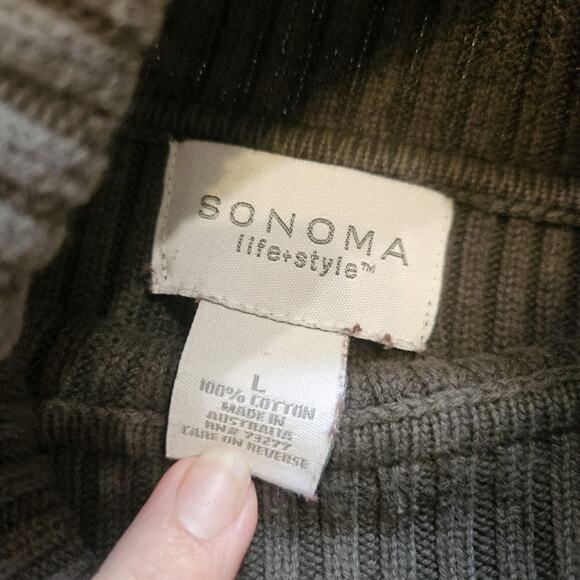 SONOMA
life+style™
L
100% COTTON
MADE IN
AUSTRALIA
RN# 73277
CARE ON REVERSE